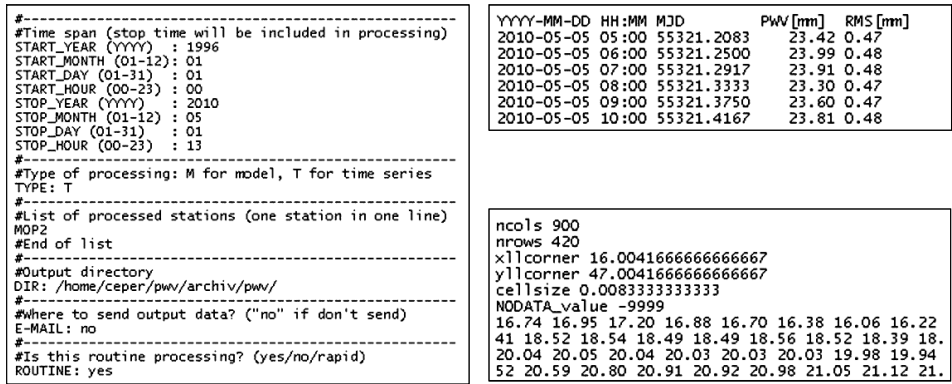 #------------------------------------------------------
#Time span (stop time will be included in processing)
START_YEAR (YYYY)   : 1996
START_MONTH (01-12): 01
START_DAY (01-31)   : 01
START_HOUR (00-23)  : 00
STOP_YEAR (YYYY)    : 2010
STOP_MONTH (01-12)  : 05
STOP_DAY (01-31)    : 01
STOP_HOUR (00-23)   : 13
#------------------------------------------------------
#Type of processing: M for model, T for time series
TYPE: T
#------------------------------------------------------
#List of processed stations (one station in one line)
MOP2
#End of list
#------------------------------------------------------
#Output directory
DIR: /home/ceper/pwv/archiv/pwv/
#------------------------------------------------------
#Where to send output data? ("no" if don't send)
E-MAIL: no
#------------------------------------------------------
#Is this routine processing? (yes/no/rapid)
ROUTINE: yes
YYYY-MM-DD HH:MM MJD PWV[mm] RMS[mm]
2010-05-05 05:00 55321.2083 23.42 0.47
2010-05-05 06:00 55321.2500 23.99 0.48
2010-05-05 07:00 55321.2917 23.91 0.48
2010-05-05 08:00 55321.3333 23.30 0.47
2010-05-05 09:00 55321.3750 23.60 0.47
2010-05-05 10:00 55321.4167 23.81 0.48
ncols 900
nrows 420
xllcorner 16.0041666666666667
yllcorner 47.0041666666666667
cellsize 0.0083333333333
NODATA_value -9999
16.74 16.95 17.20 16.88 16.70 16.38 16.06 16.22
41 18.52 18.54 18.49 18.49 18.56 18.52 18.39 18.
20.04 20.05 20.04 20.03 20.03 20.03 19.98 19.94
52 20.59 20.80 20.91 20.92 20.98 21.05 21.12 21.